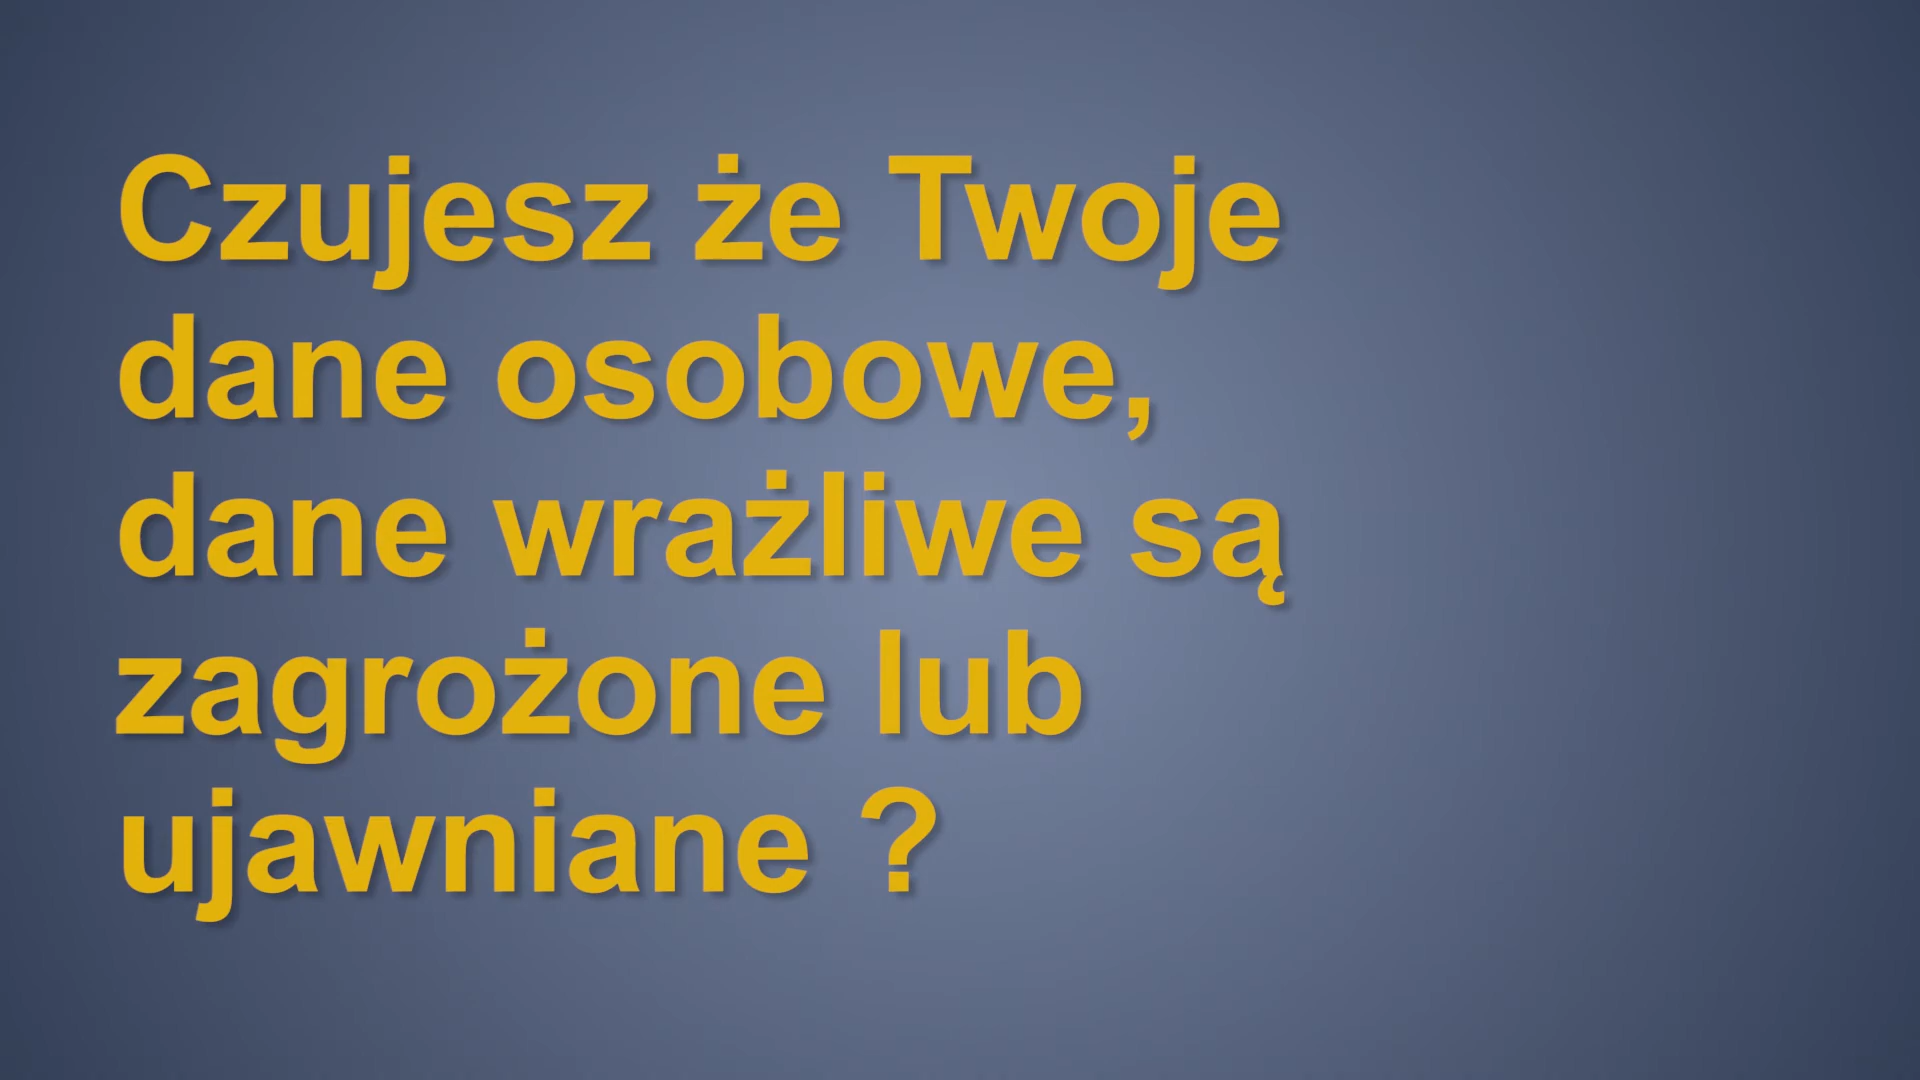 Czujesz że Twoje
dane osobowe,
dane wrażliwe są
zagrożone lub
ujawniane ?